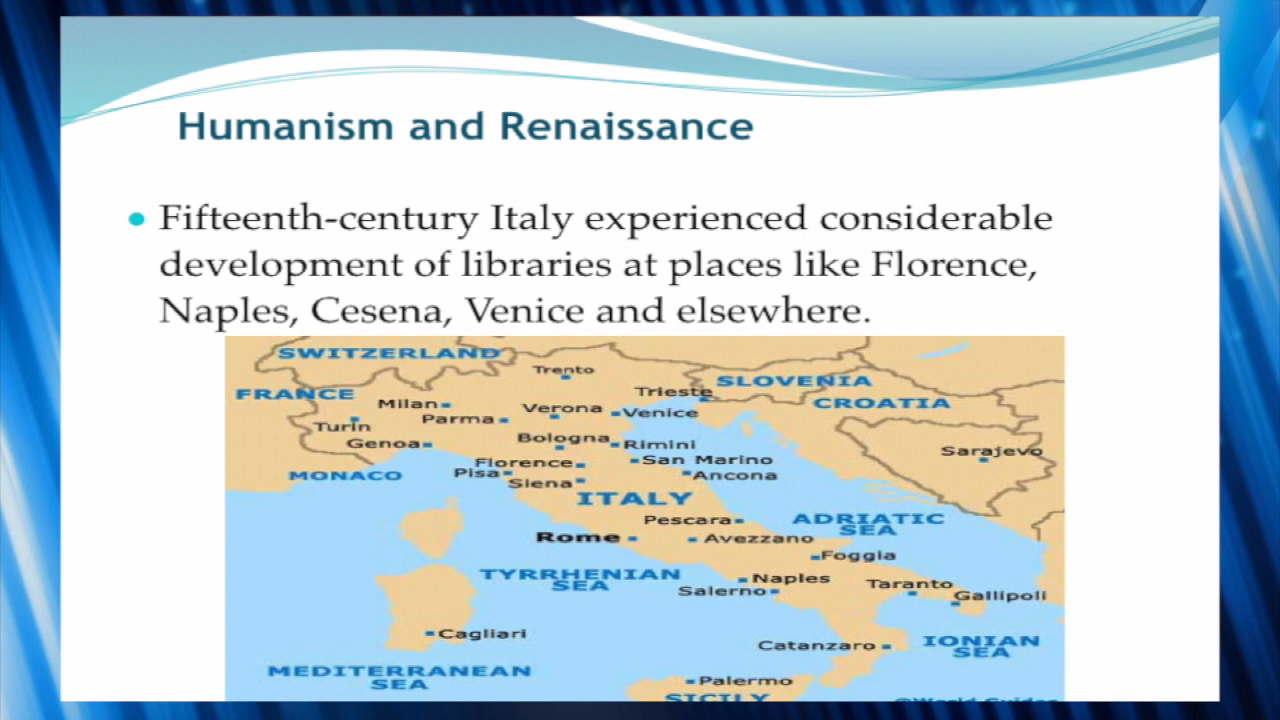 Humanism and Renaissance
Fifteenth-century Italy experienced considerable
development of libraries at places like Florence,
Naples, Cesena, Venice and elsewhere.
SWITZERLAND
Trento
SLOVENIA
FRANCE
Trieste
CROATIA
Milan
Verona
Venice
Parma
Turin
Genoa
Bologna
Rimini
Sarajevo
Florence
San Marino
MONACO
Pisa
Ancona
Siena
ITALY
Pescara
ADRIATIC
SEA
Rome
Avezzano
Foggia
TYRRHENIAN
SEA
Naples
Taranto
Salerno
Gallipoli
Cagliari
Catanzaro
IONIAN
SEA
MEDITERRANEAN
SEA
Palermo
SICILY
©World Guides